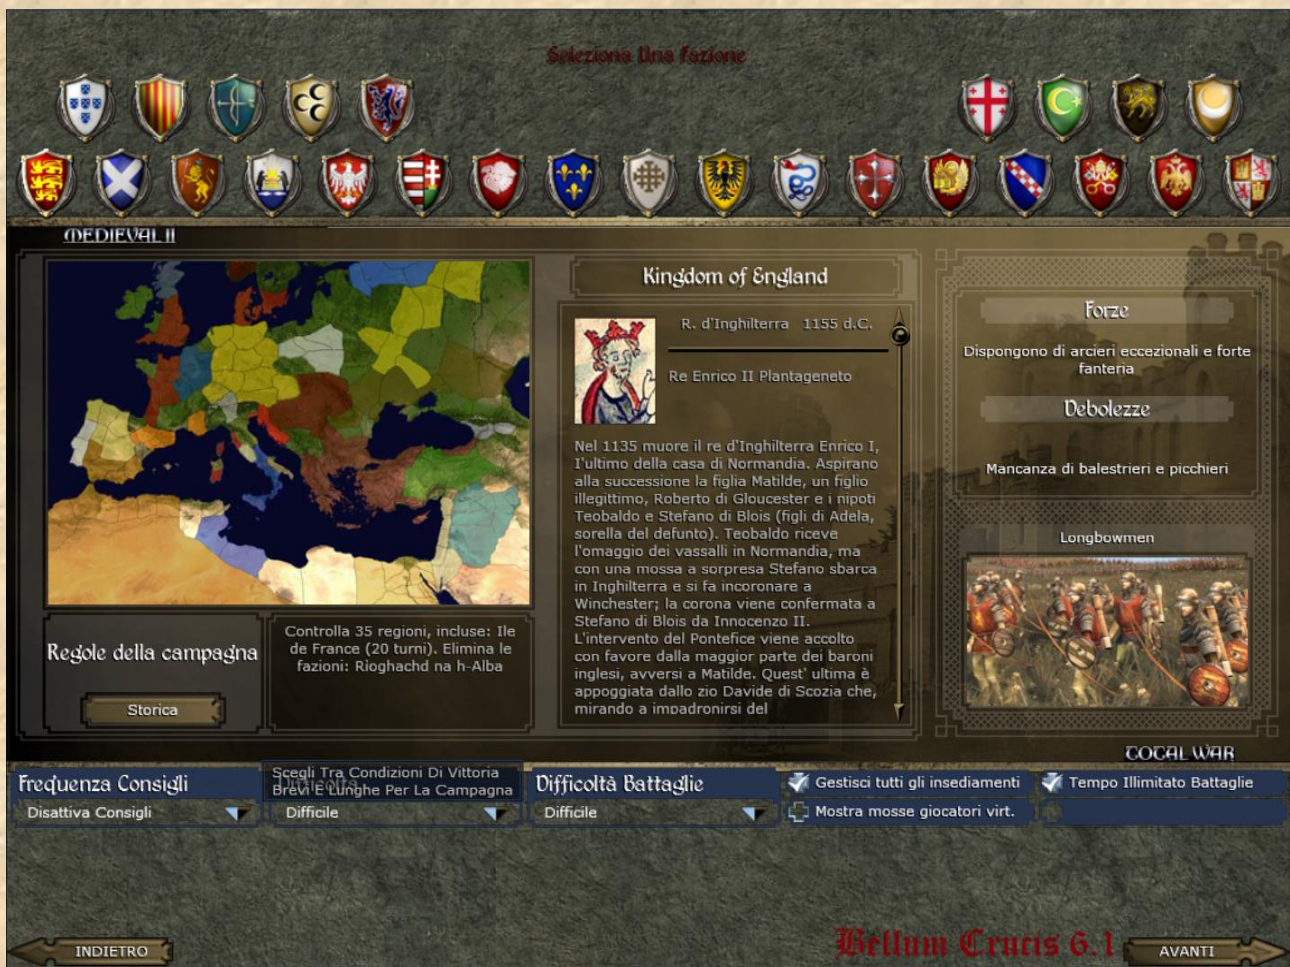 Seleziona Una Fazione
MEDIEVAL II
Kingdom of England
R. d'Inghilterra 1155 d.C.
Re Enrico II Plantageneto
Nel 1135 muore il re d'Inghilterra Enrico I,
l'ultimo della casa di Normandia. Aspirano
alla successione la figlia Matilde, un figlio
illegittimo, Roberto di Gloucester e i nipoti
Teobaldo e Stefano di Blois (figli di Adela,
sorella del defunto). Teobaldo riceve
l'omaggio dei vassalli in Normandia, ma
con una mossa a sorpresa Stefano sbarca
in Inghilterra e si fa incoronare a
Winchester; la corona viene confermata a
Stefano di Blois da Innocenzo II.
L'intervento del Pontefice viene accolto
con favore dalla maggior parte dei baroni
inglesi, avversi a Matilde. Quest' ultima è
appoggiata dallo zio Davide di Scozia che,
mirando a impadronirsi del
Forze
Dispongono di arcieri eccezionali e forte
fanteria
Debolezze
Mancanza di balestrieri e picchieri
Longbowmen
Regole della campagna
Storica
Controlla 35 regioni, incluse: Ile
de France (20 turni). Elimina le
fazioni: Rìoghachd na h-Alba
TOTAL WAR
Frequenza Consigli
Disattiva Consigli
Scegli Tra Condizioni Di Vittoria
Brevi E Lunghe Per La Campagna
Difficoltà
Difficile
Difficoltà Battaglie
Difficile
Gestisci tutti gli insediamenti
Mostra mosse giocatori virt.
Tempo Illimitato Battaglie
INDIETRO
Bellum Crucis 6.1
AVANTI